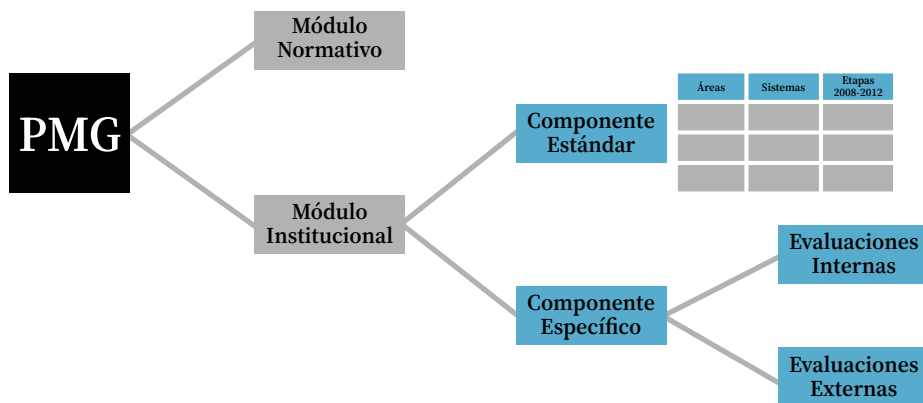 PMG
Módulo
Normativo
Módulo
Institucional
Componente
Estándar
Áreas
Sistemas
Etapas
2008-2012
Componente
Específico
Evaluaciones
Internas
Evaluaciones
Externas